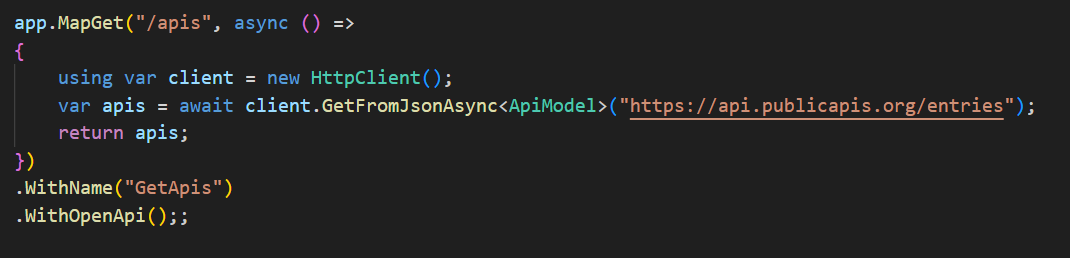 app.MapGet("/apis", async () =>
{
    using var client = new HttpClient();
    var apis = await client.GetFromJsonAsync<ApiModel>("https://api.publicapis.org/entries");
    return apis;
})
.WithName("GetApis")
.WithOpenApi();;